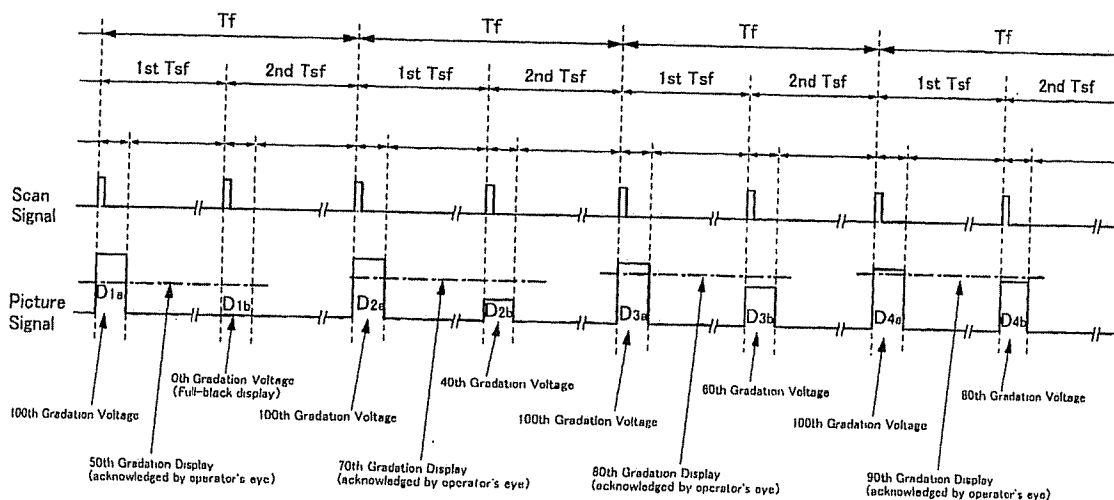 Tf Tf Tf Tf
1st Tsf 2nd Tsf 1st Tsf 2nd Tsf 1st Tsf 2nd Tsf 1st Tsf 2nd Tsf
Scan
Signal
Picture
Signal
D1a D1b D2a D2b D3a D3b D4a D4b
0th Gradation Voltage
(Full-black display)
40th Gradation Voltage
60th Gradation Voltage
80th Gradation Voltage
100th Gradation Voltage
100th Gradation Voltage
100th Gradation Voltage
100th Gradation Voltage
50th Gradation Display
(acknowledged by operator's eye)
70th Gradation Display
(acknowledged by operator's eye)
80th Gradation Display
(acknowledged by operator's eye)
90th Gradation Display
(acknowledged by operator's eye)